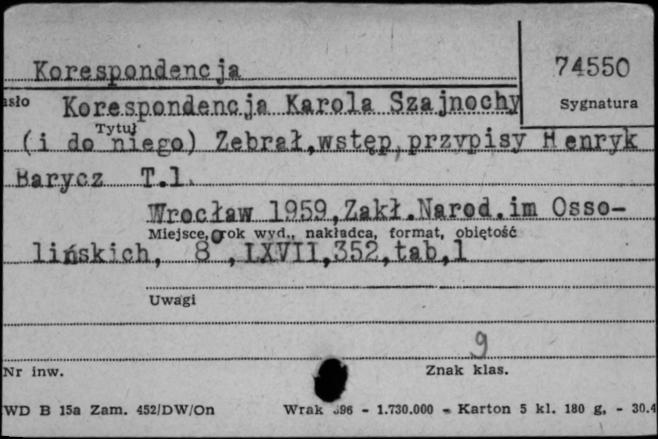 Korespondencja
74550
asło Korespondencja Karola Szajnochy
Sygnatura
Tytuł
(i do niego) Zebrał,wstęp,przypisy Henryk
Barycz T.1.
Wrocław 1959,Zakł.Narod.im Osso-
Miejsce, rok wyd., nakładca, format, objętość
lińskich, 8°,LXVII,352,tab,1
Uwagi
9
Nr inw.
Znak klas.
WD B 15a Zam. 452/DW/On Wrak 396 - 1.730.000 - Karton 5 kl. 180 g, - 30.4